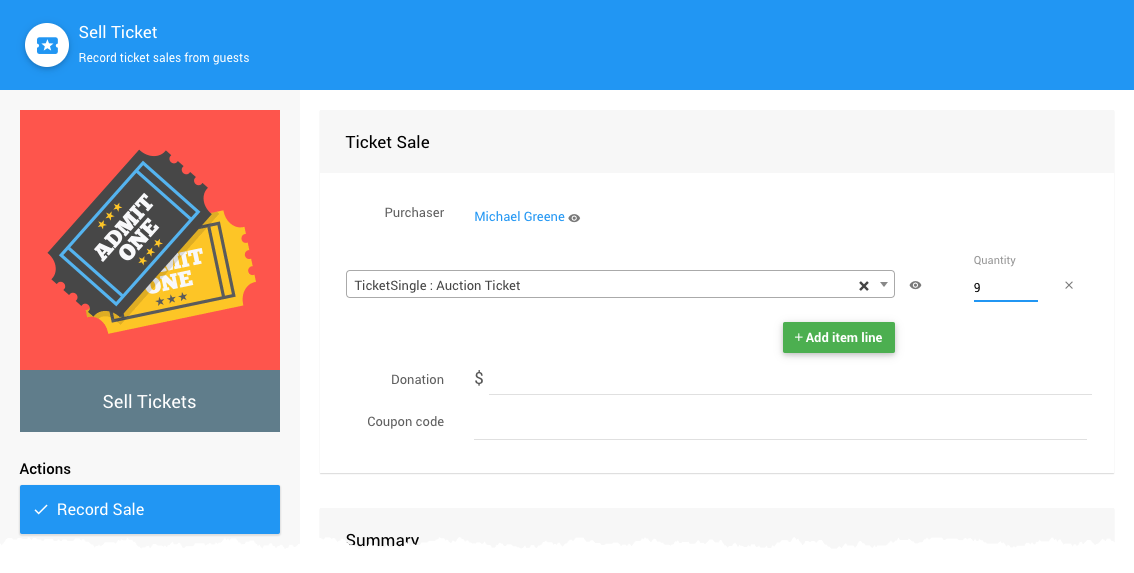 Sell Ticket
Record ticket sales from guests
ADMIT
ONE
MIT
ONE
Sell Tickets
Actions
Record Sale
Ticket Sale
Purchaser
Michael Greene
TicketSingle : Auction Ticket
Quantity
9
+ Add item line
Donation
$
Coupon code
Summary